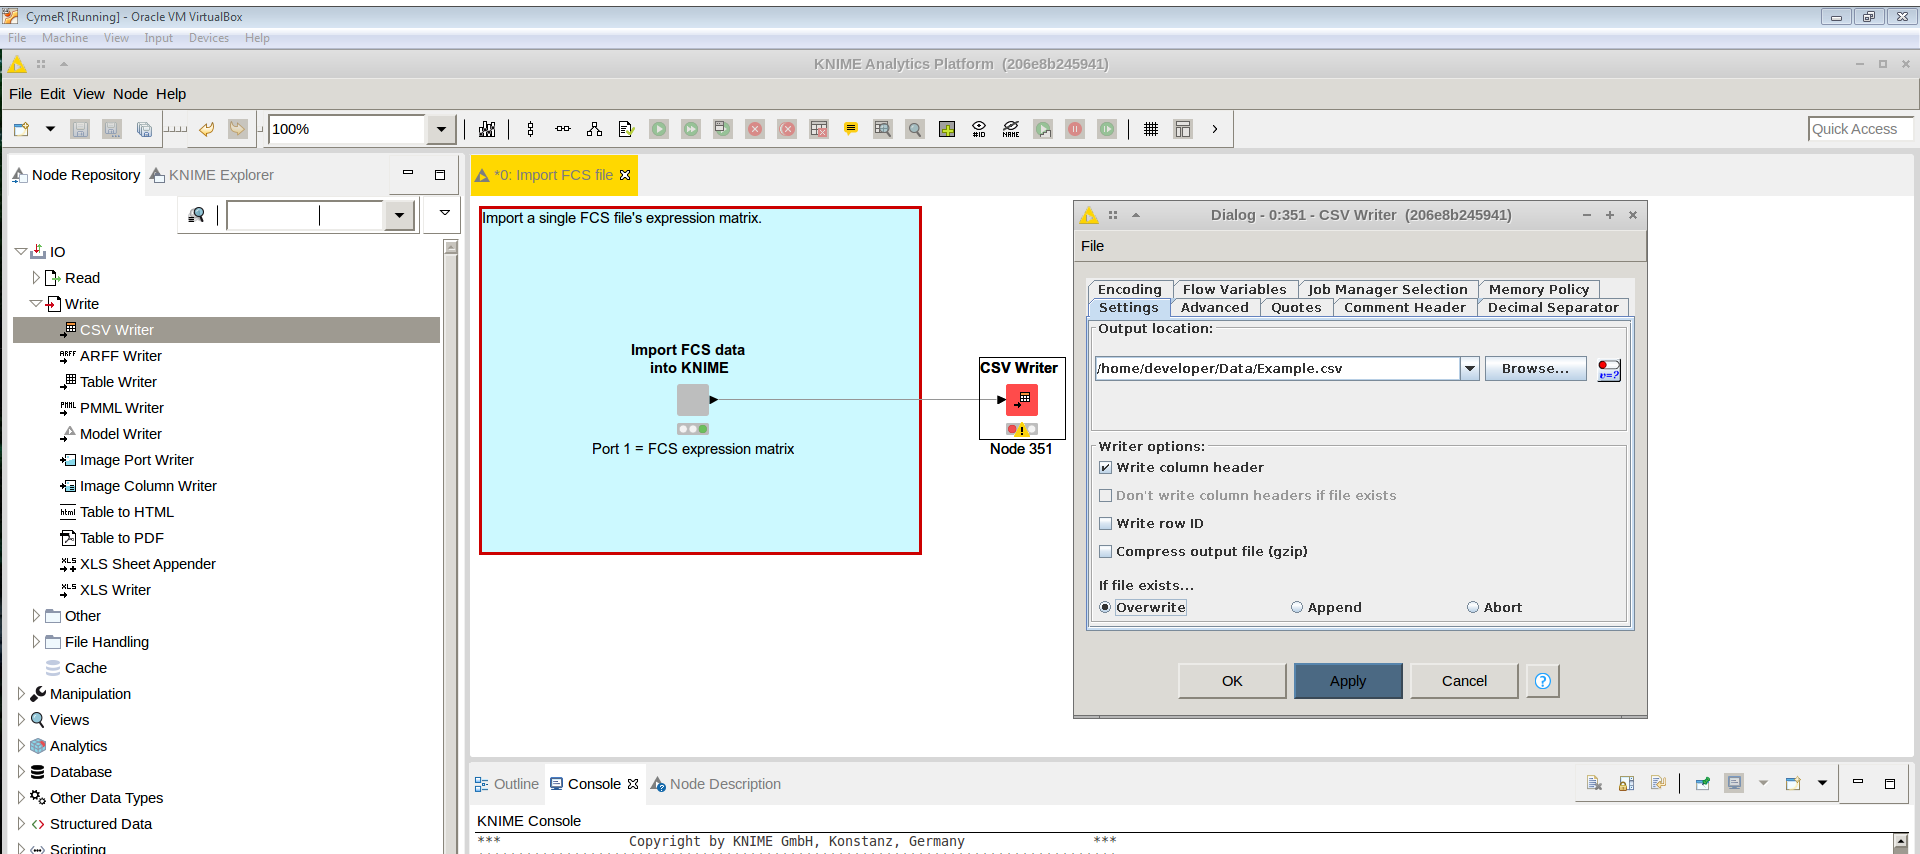 CymeR [Running] - Oracle VM VirtualBox
File Machine View Input Devices Help
KNIME Analytics Platform (206e8b245941)
File Edit View Node Help
100%
#ID
NAME
Quick Access
Node Repository
KNIME Explorer
IO
Read
Write
CSV Writer
ARFF Writer
Table Writer
PMML Writer
Model Writer
Image Port Writer
Image Column Writer
Table to HTML
Table to PDF
XLS Sheet Appender
XLS Writer
Other
File Handling
Cache
Manipulation
Views
Analytics
Database
Other Data Types
Structured Data
Scripting
*0: Import FCS file
Import a single FCS file's expression matrix.
Import FCS data
into KNIME
Port 1 = FCS expression matrix
CSV Writer
Node 351
Dialog - 0:351 - CSV Writer (206e8b245941)
File
Encoding Flow Variables Job Manager Selection Memory Policy
Settings Advanced Quotes Comment Header Decimal Separator
Output location:
/home/developer/Data/Example.csv
Browse...
v=?
Writer options:
Write column header
Don't write column headers if file exists
Write row ID
Compress output file (gzip)
If file exists...
Overwrite Append Abort
OK Apply Cancel ?
Outline Console Node Description
KNIME Console
*** Copyright by KNIME GmbH, Konstanz, Germany ***